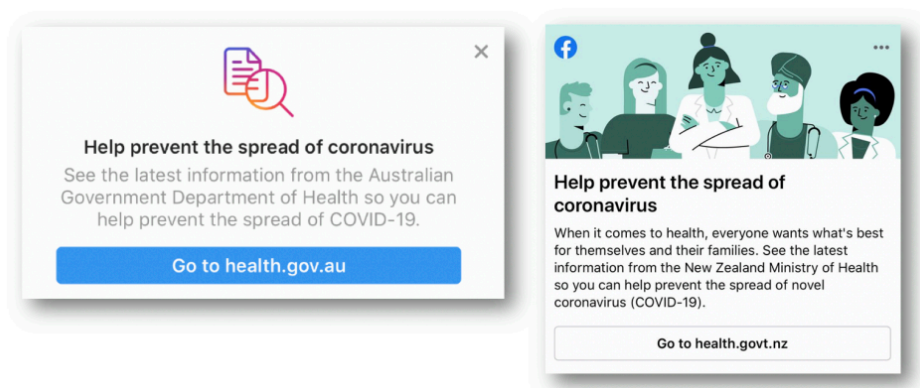 Help prevent the spread of coronavirus
See the latest information from the Australian
Government Department of Health so you can
help prevent the spread of COVID-19.
Go to health.gov.au
Help prevent the spread of
coronavirus
When it comes to health, everyone wants what's best
for themselves and their families. See the latest
information from the New Zealand Ministry of Health
so you can help prevent the spread of novel
coronavirus (COVID-19).
Go to health.govt.nz